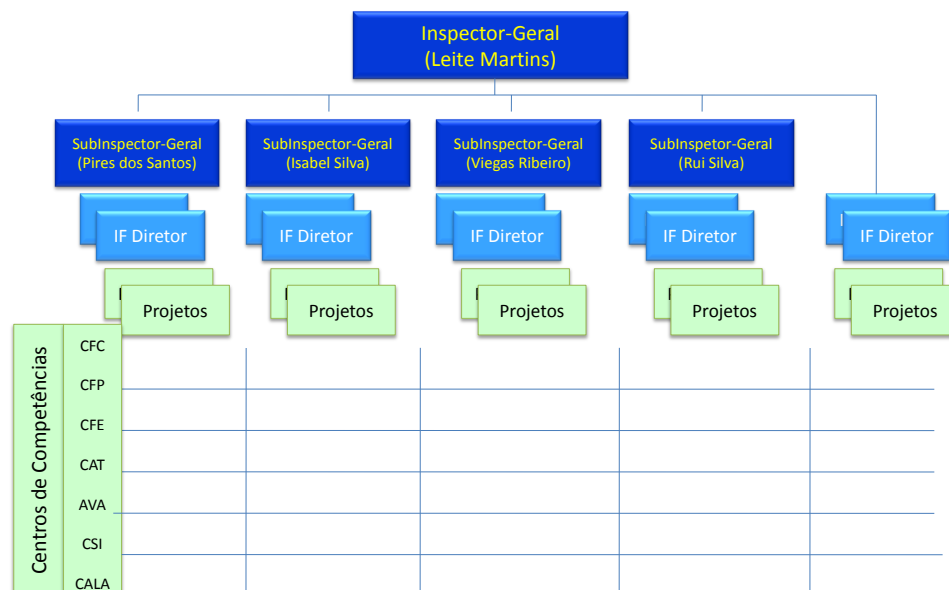 Inspector-Geral
(Leite Martins)
SubInspetor-Geral
(Pires dos Santos)
SubInspector-Geral
(Isabel Silva)
SubInspector-Geral
(Viegas Ribeiro)
SubInspetor-Geral
(Rui Silva)
IF Diretor
IF Diretor
IF Diretor
IF Diretor
IF Diretor
Projetos
Projetos
Projetos
Projetos
Projetos
Centros de Competências
CFC
CFP
CFE
CAT
AVA
CSI
CALA